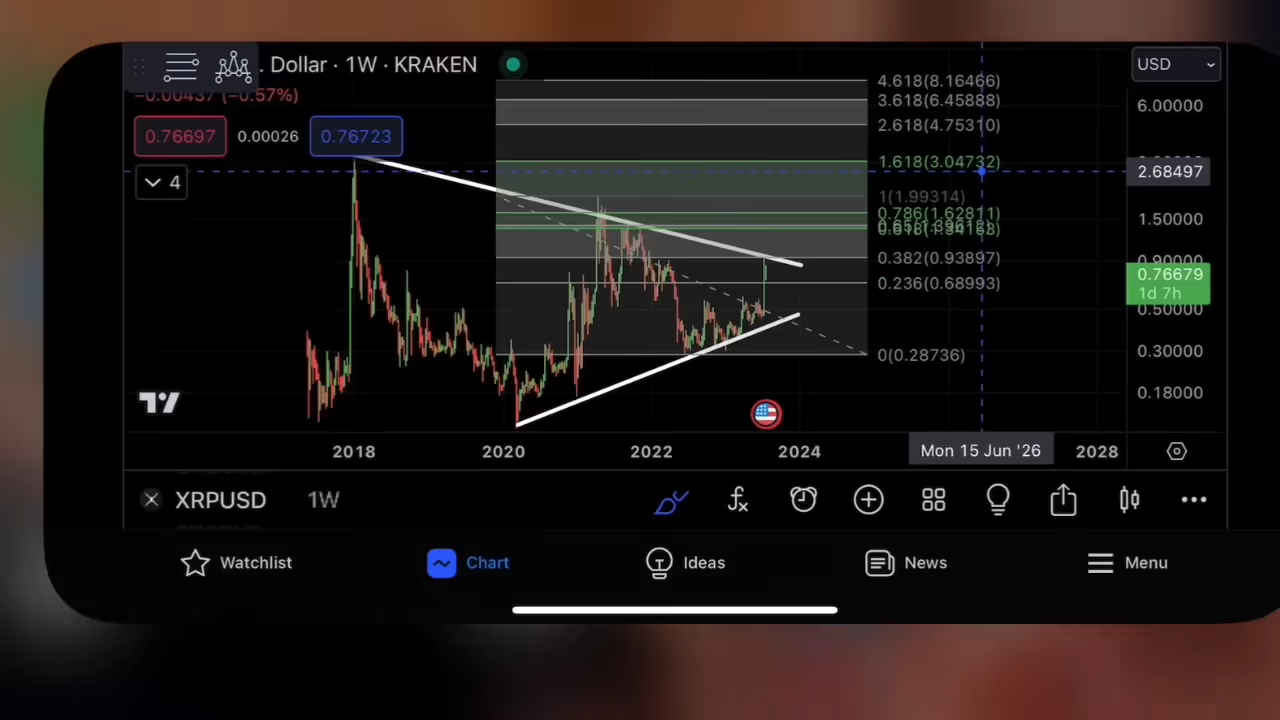 . Dollar · 1W · KRAKEN
USD
−0.00437 (−0.57%)
0.76697
0.00026
0.76723
4
4.618(8.16466)
3.618(6.45888)
2.618(4.75310)
1.618(3.04732)
1(1.99314)
0.786(1.62811)
0.382(0.93897)
0.236(0.68993)
0(0.28736)
6.00000
2.68497
1.50000
0.90000
0.76679
1d 7h
0.50000
0.30000
0.18000
2018
2020
2022
2024
Mon 15 Jun '26
2028
XRPUSD
1W
Watchlist
Chart
Ideas
News
Menu